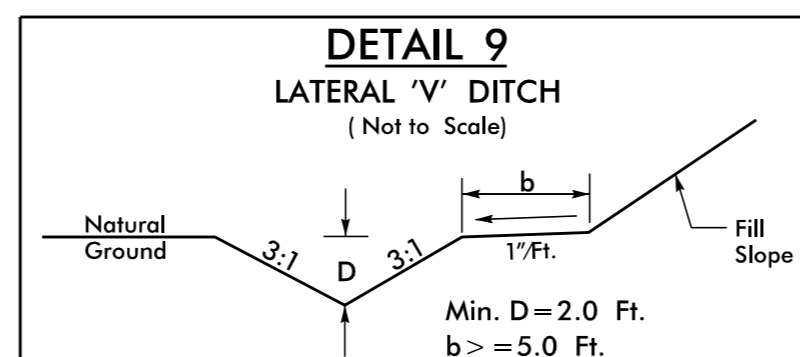 DETAIL 9
LATERAL 'V' DITCH
( Not to Scale)
b
Natural
Ground
3:1
D
3:1
1"/Ft.
Fill
Slope
Min. D=2.0 Ft.
b> =5.0 Ft.